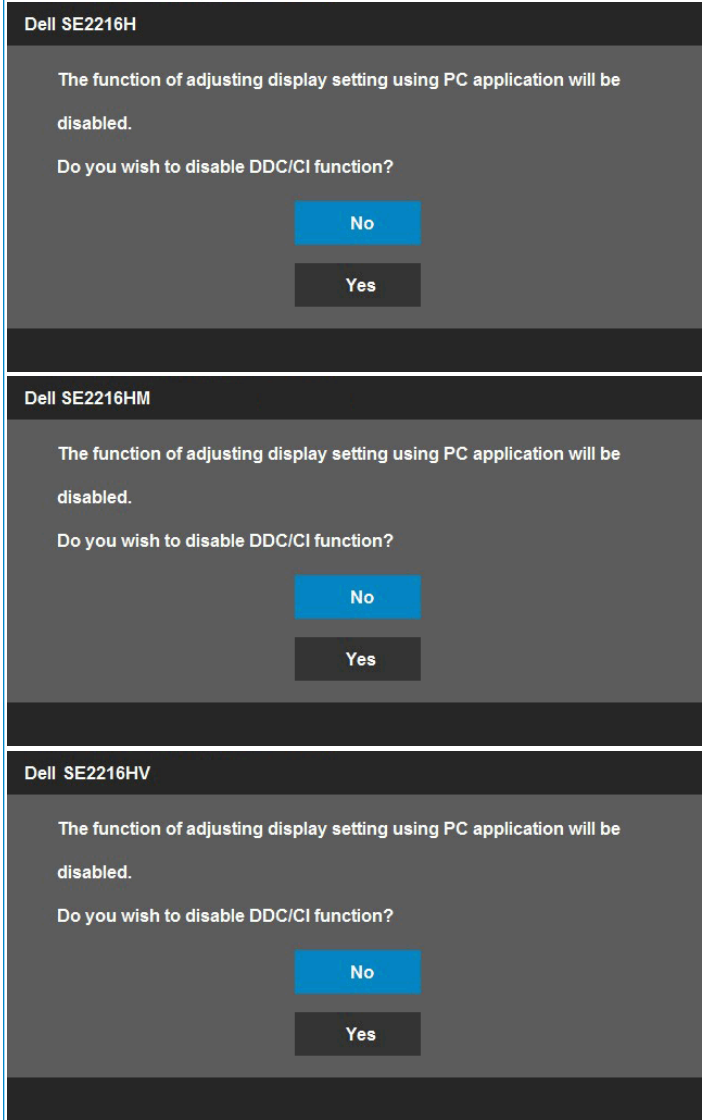 Dell SE2216H
The function of adjusting display setting using PC application will be
disabled.
Do you wish to disable DDC/CI function?
No
Yes
Dell SE2216HM
The function of adjusting display setting using PC application will be
disabled.
Do you wish to disable DDC/CI function?
No
Yes
Dell SE2216HV
The function of adjusting display setting using PC application will be
disabled.
Do you wish to disable DDC/CI function?
No
Yes